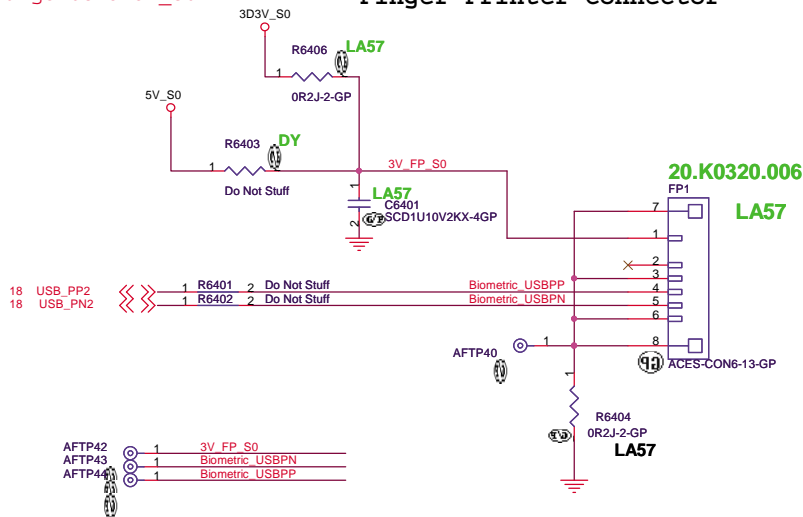 Finger Printer Connector
3D3V_S0
R6406
LA57
1
0R2J-2-GP
5V_S0
R6403
DY
1
Do Not Stuff
3V_FP_S0
1
LA57
C6401
2
SCD1U10V2KX-4GP
20.K0320.006
FP1
LA57
7
1
2
3
4
5
6
8
ACES-CON6-13-GP
18 USB_PP2
1 R6401 2 Do Not Stuff
Biometric_USBPP
18 USB_PN2
1 R6402 2 Do Not Stuff
Biometric_USBPN
AFTP40
1
1
R6404
0R2J-2-GP
LA57
AFTP42 1 3V_FP_S0
AFTP43 1 Biometric_USBPN
AFTP44 1 Biometric_USBPP